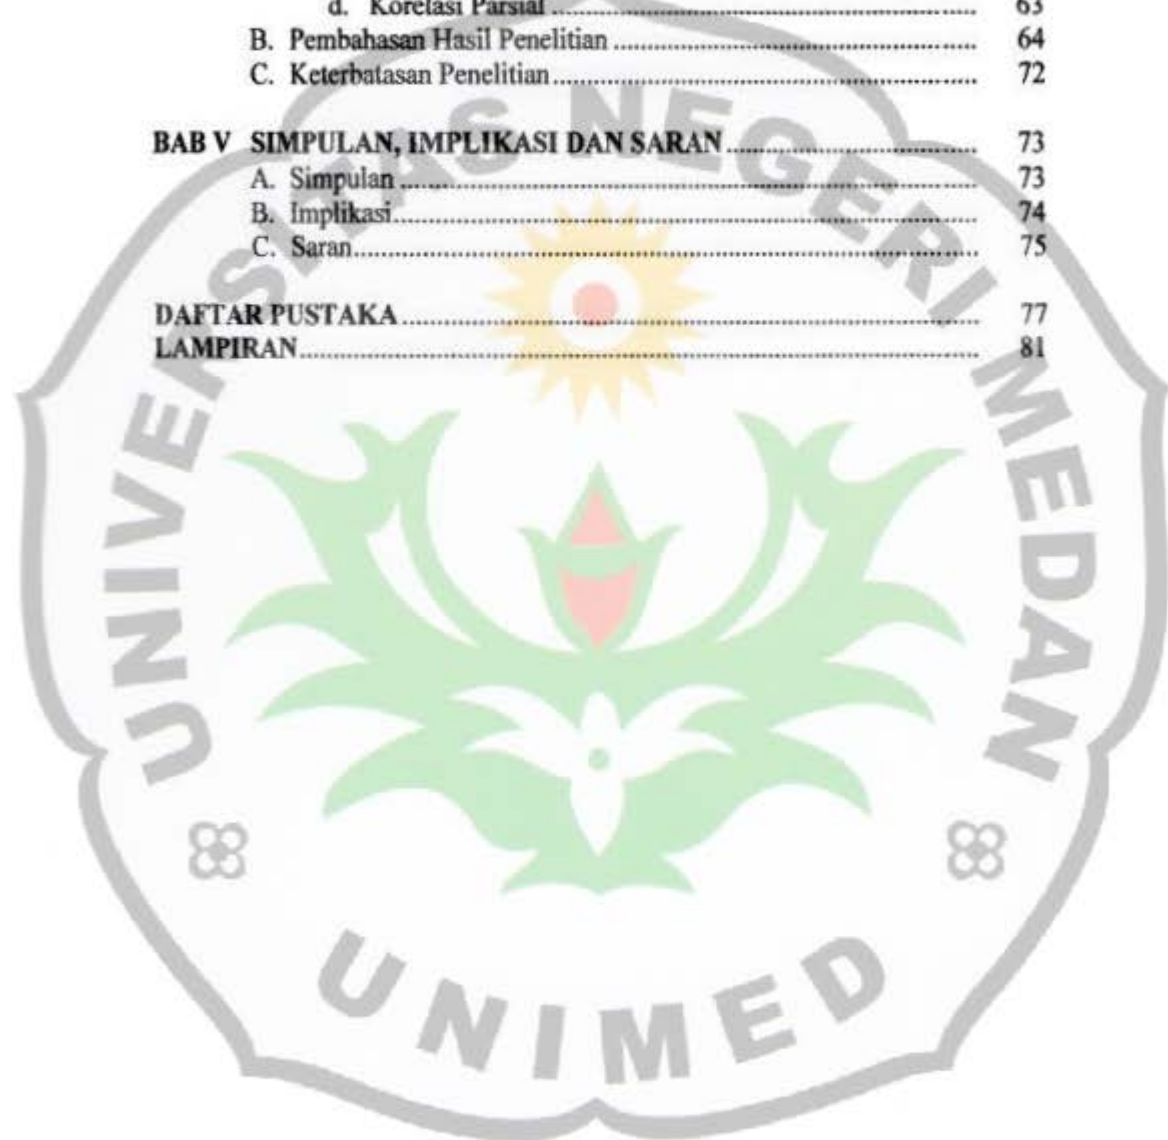 d. Korelasi Parsial ........................................ 63
B. Pembahasan Hasil Penelitian ........................................ 64
C. Keterbatasan Penelitian ........................................ 72
BAB V SIMPULAN, IMPLIKASI DAN SARAN ........................................ 73
A. Simpulan ........................................ 73
B. Implikasi ........................................ 74
C. Saran ........................................ 75
DAFTAR PUSTAKA ........................................ 77
LAMPIRAN ........................................ 81
UNIVERSITAS NEGERI MEDAN
UNIMED